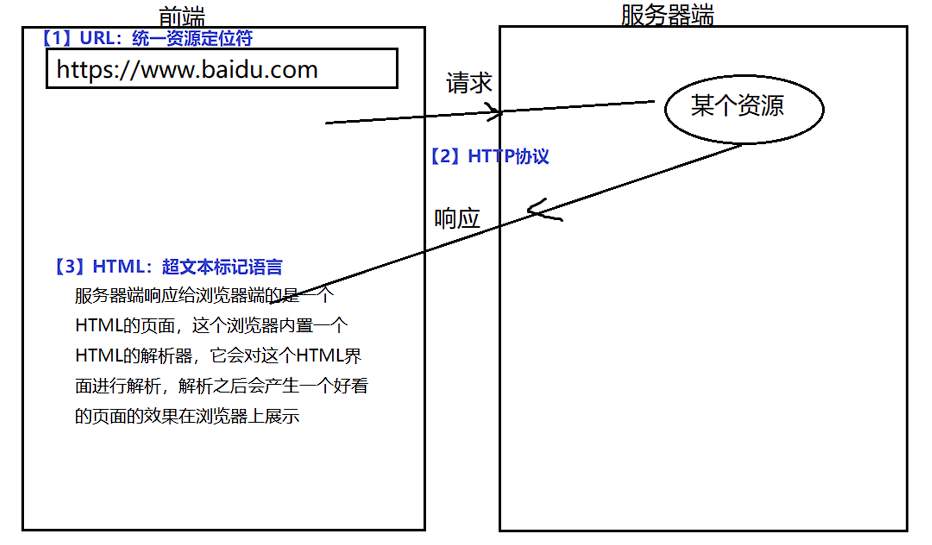 前端
服务器端
【1】URL：统一资源定位符
https://www.baidu.com
请求
某个资源
【2】HTTP协议
响应
【3】HTML：超文本标记语言
服务器端响应给浏览器端的是一个
HTML的页面，这个浏览器内置一个
HTML的解析器，它会对这个HTML界
面进行解析，解析之后会产生一个好看
的页面的效果在浏览器上展示